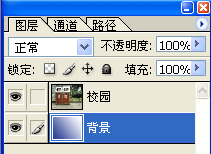 图层 通道 路径
正常 不透明度: 100%
锁定: 填充: 100%
校园
背景